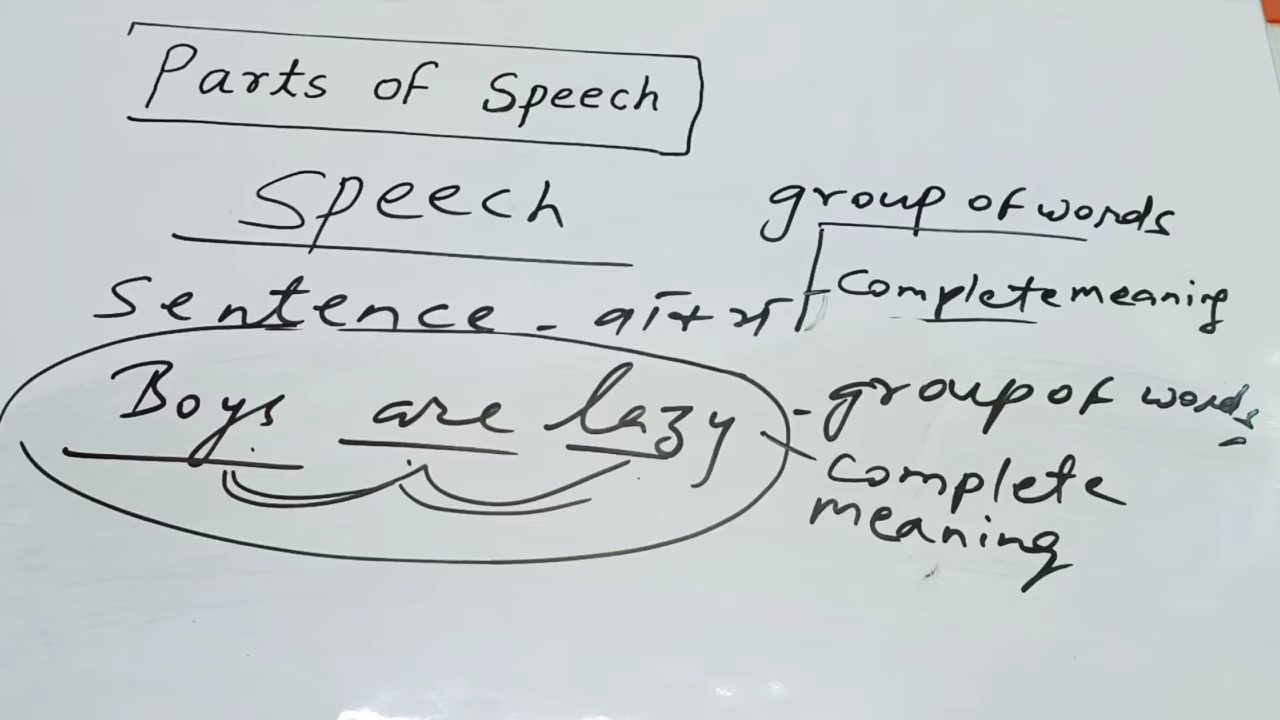 Parts of Speech
Speech
Sentence -
group of words
Complete meaning
Boys are lazy
- group of words
Complete
meaning